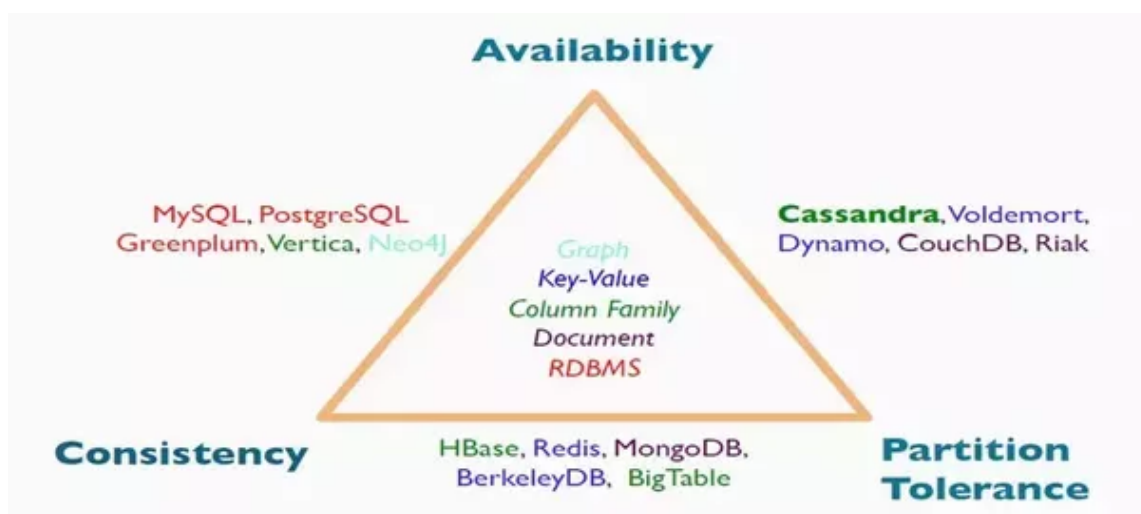 Availability
MySQL, PostgreSQL
Greenplum, Vertica, Neo4J
Cassandra, Voldemort,
Dynamo, CouchDB, Riak
Graph
Key-Value
Column Family
Document
RDBMS
Consistency
HBase, Redis, MongoDB,
BerkeleyDB, BigTable
Partition
Tolerance